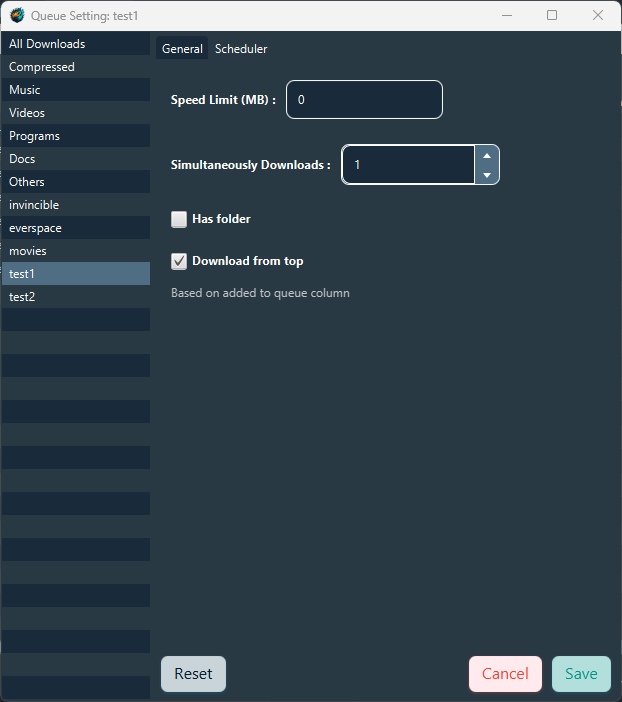 Queue Setting: test1
All Downloads
Compressed
Music
Videos
Programs
Docs
Others
invincible
everspace
movies
test1
test2
General Scheduler
Speed Limit (MB) : 0
Simultaneously Downloads : 1
Has folder
Download from top
Based on added to queue column
Reset Cancel Save